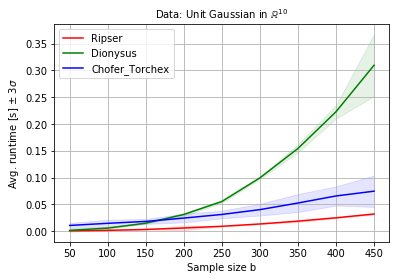 Data: Unit Gaussian in ℝ¹⁰
Ripser
Dionysus
Chofer_Torchex
Avg. runtime [s] ± 3σ
0.35
0.30
0.25
0.20
0.15
0.10
0.05
0.00
50 100 150 200 250 300 350 400 450
Sample size b